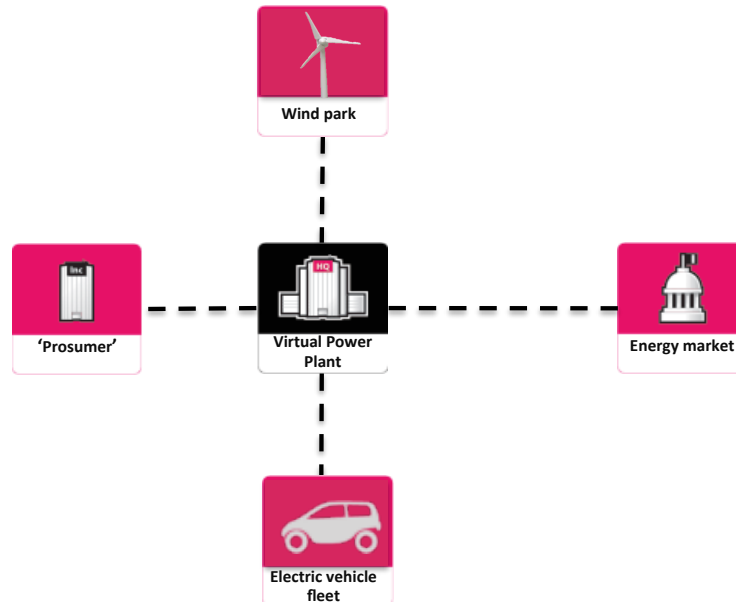 Wind park
Inc
HQ
‘Prosumer’
Virtual Power
Plant
Energy market
Electric vehicle
fleet